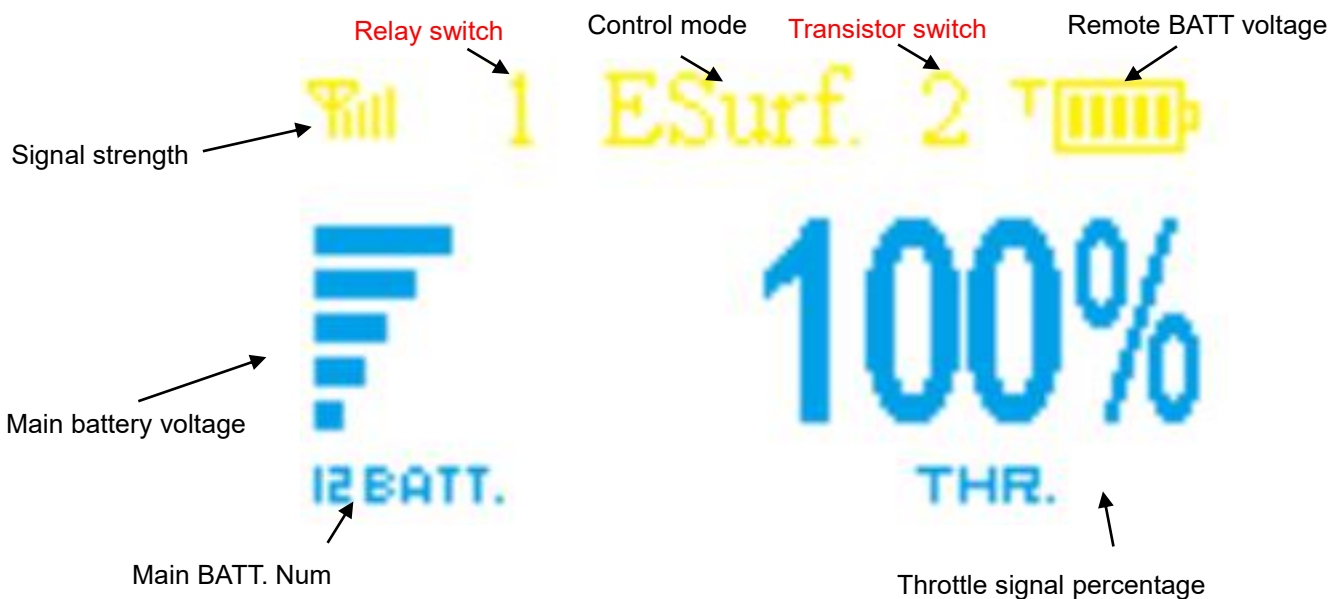 Relay switch
Control mode
Transistor switch
Remote BATT voltage
1 ESurf. 2 T
Signal strength
100%
Main battery voltage
12 BATT.
THR.
Main BATT. Num
Throttle signal percentage